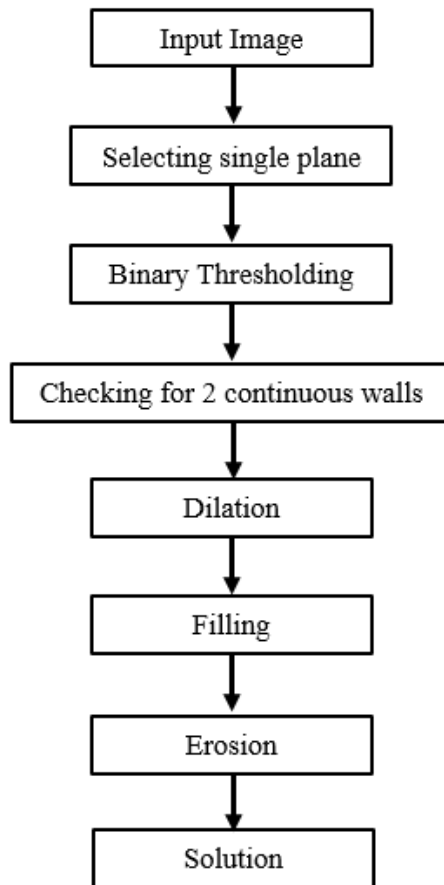 Input Image
Selecting single plane
Binary Thresholding
Checking for 2 continuous walls
Dilation
Filling
Erosion
Solution